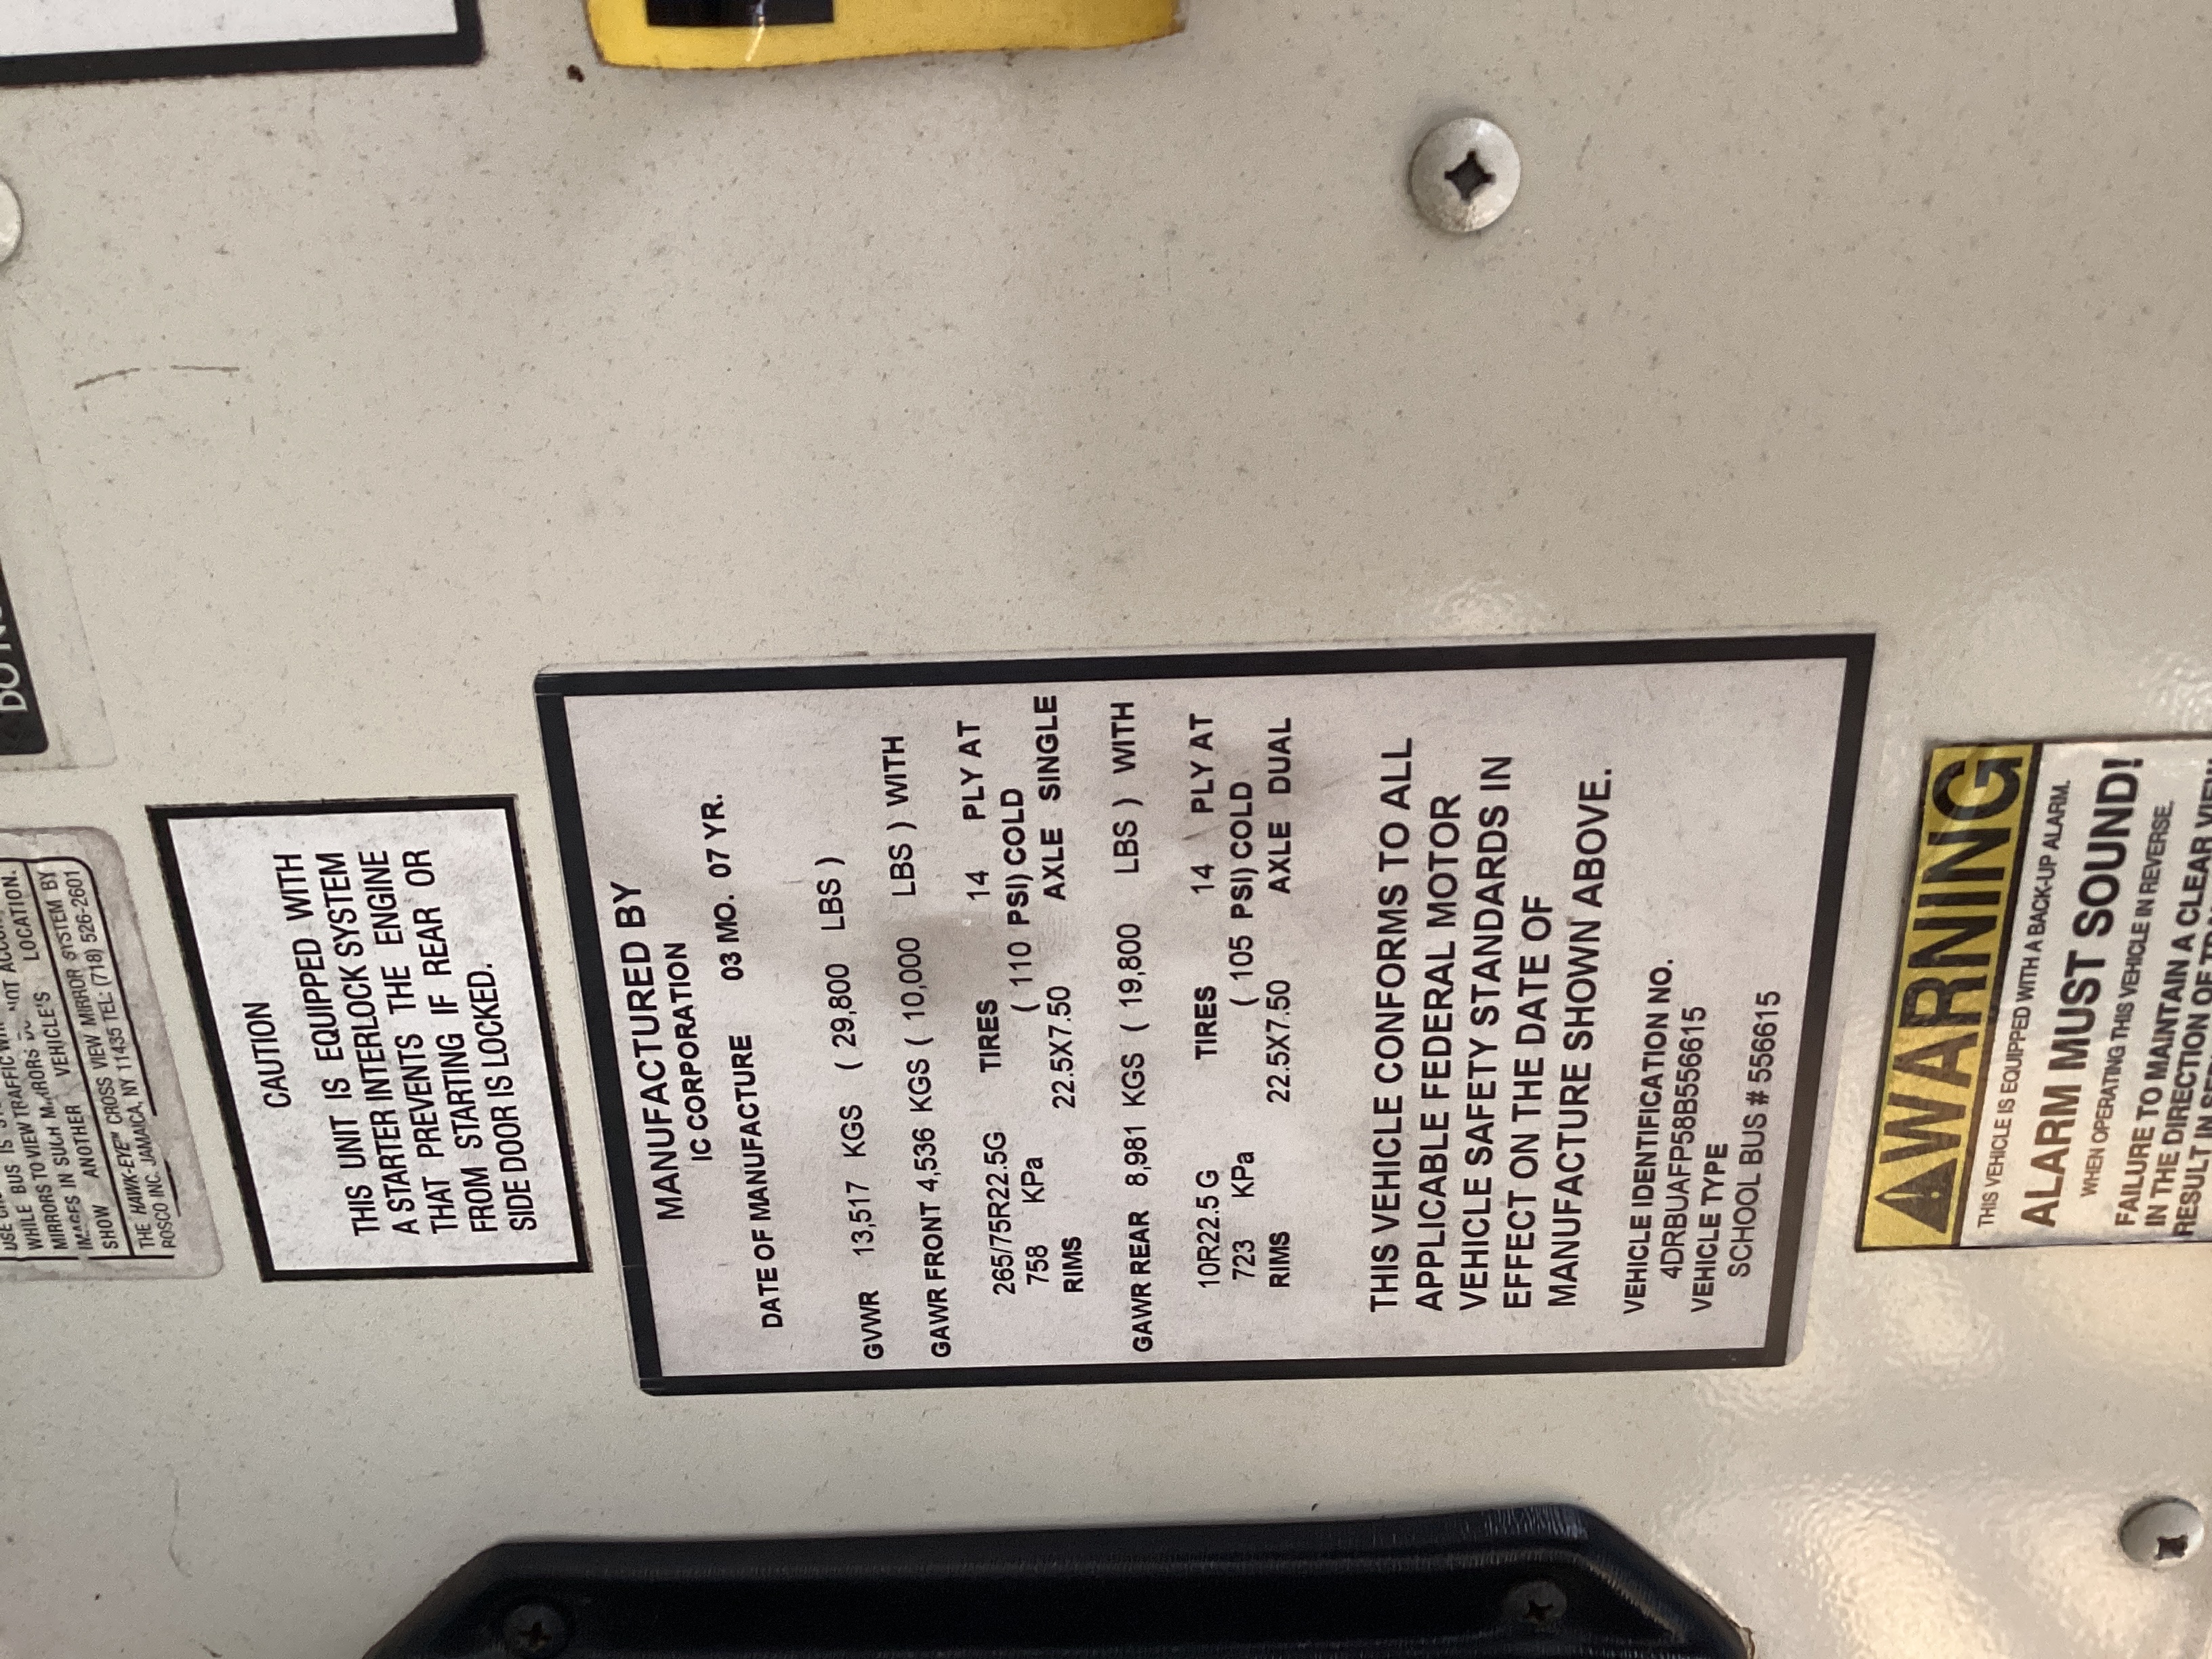 WHILE BUS IS
MIRRORS TO VIEW TRAFFIC
IMAGES IN SUCH MIRRORS NOT
SHOW ANOTHER VEHICLE'S LOCATION.
THE HAWK-EYE™ CROSS VIEW MIRROR SYSTEM BY
ROSCO INC. JAMAICA, NY 11435 TEL: (718) 526-2601
CAUTION
THIS UNIT IS EQUIPPED WITH
A STARTER INTERLOCK SYSTEM
THAT PREVENTS THE ENGINE
FROM STARTING IF REAR OR
SIDE DOOR IS LOCKED.
MANUFACTURED BY
IC CORPORATION
DATE OF MANUFACTURE 03 MO. 07 YR.
GVWR 13,517 KGS ( 29,800 LBS )
GAWR FRONT 4,536 KGS ( 10,000 LBS ) WITH
265/75R22.5G TIRES 14 PLY AT
758 KPa ( 110 PSI) COLD
RIMS 22.5X7.50 AXLE SINGLE
GAWR REAR 8,981 KGS ( 19,800 LBS ) WITH
10R22.5 G TIRES 14 PLY AT
723 KPa ( 105 PSI) COLD
RIMS 22.5X7.50 AXLE DUAL
THIS VEHICLE CONFORMS TO ALL
APPLICABLE FEDERAL MOTOR
VEHICLE SAFETY STANDARDS IN
EFFECT ON THE DATE OF
MANUFACTURE SHOWN ABOVE.
VEHICLE IDENTIFICATION NO.
4DRBUAFP58B556615
VEHICLE TYPE
SCHOOL BUS # 556615
WARNING
THIS VEHICLE IS EQUIPPED WITH A BACK-UP ALARM.
ALARM MUST SOUND!
WHEN OPERATING THIS VEHICLE IN REVERSE.
FAILURE TO MAINTAIN A CLEAR VIEW
IN THE DIRECTION OF
RESULT IN